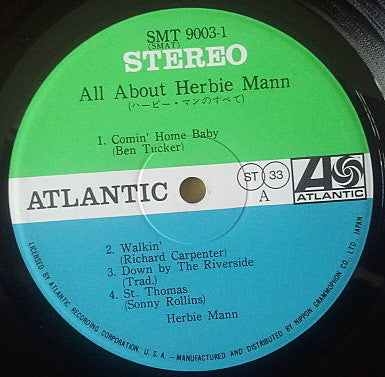 SMT 9003-1
(SMAT)
STEREO
All About Herbie Mann
(ハービー・マンのすべて)
1. Comin' Home Baby
(Ben Tucker)
ATLANTIC
ST 33
A
ATLANTIC
2. Walkin'
(Richard Carpenter)
3. Down by The Riverside
(Trad.)
4. St. Thomas
(Sonny Rollins)
Herbie Mann
LICENSED BY ATLANTIC RECORDING CORPORATION, U.S.A.—MANUFACTURED AND DISTRIBUTED BY NIPPON GRAMMOPHON CO. LTD. JAPAN